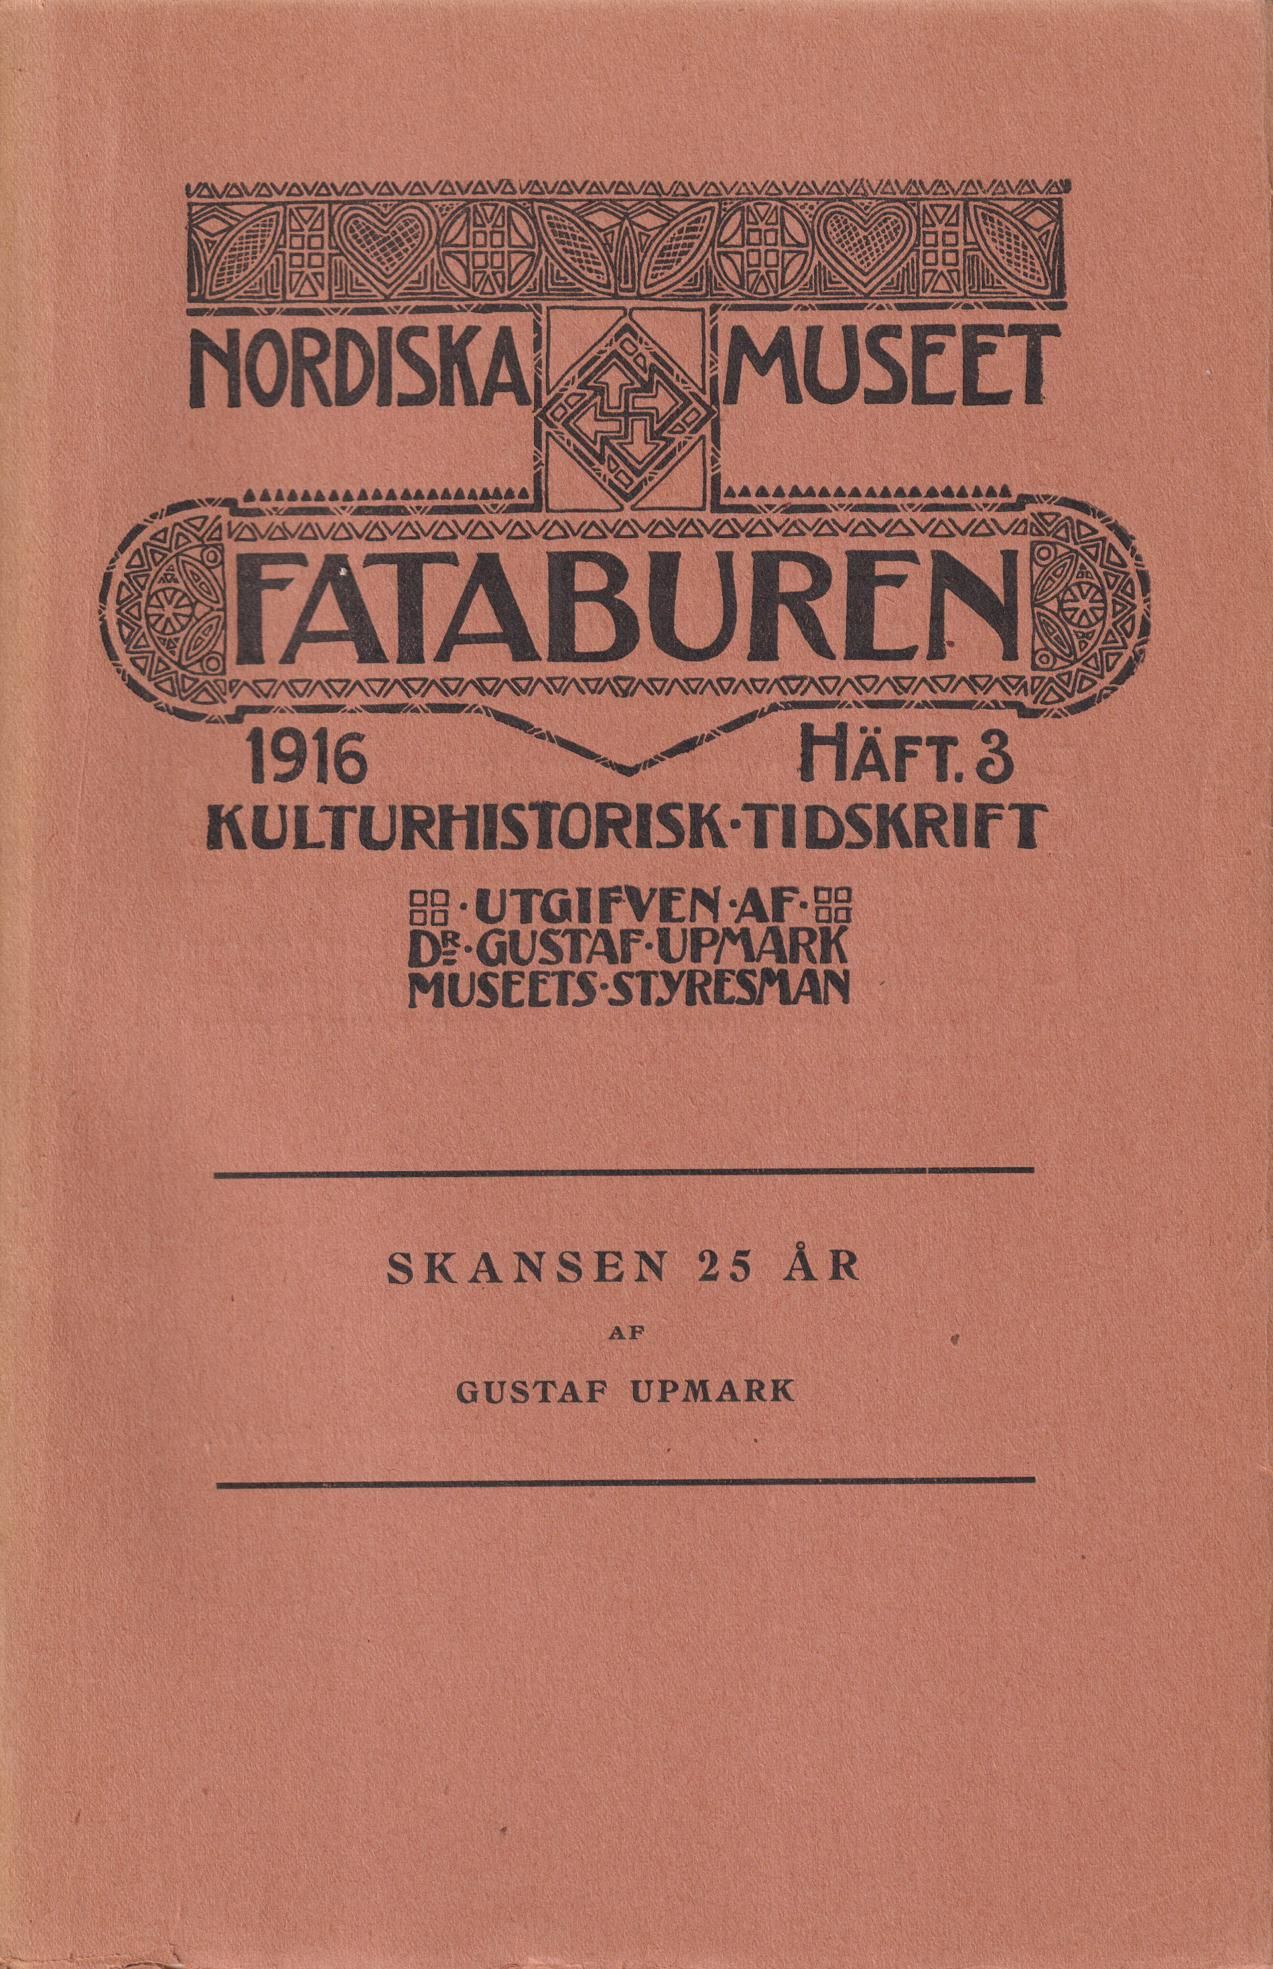 NORDISKA MUSEET
FATABUREN
1916 HÄFT. 3
KULTURHISTORISK·TIDSKRIFT
·UTGIFVEN·AF·
DR·GUSTAF·UPMARK
MUSEETS·STYRESMAN
SKANSEN 25 ÅR
AF
GUSTAF UPMARK